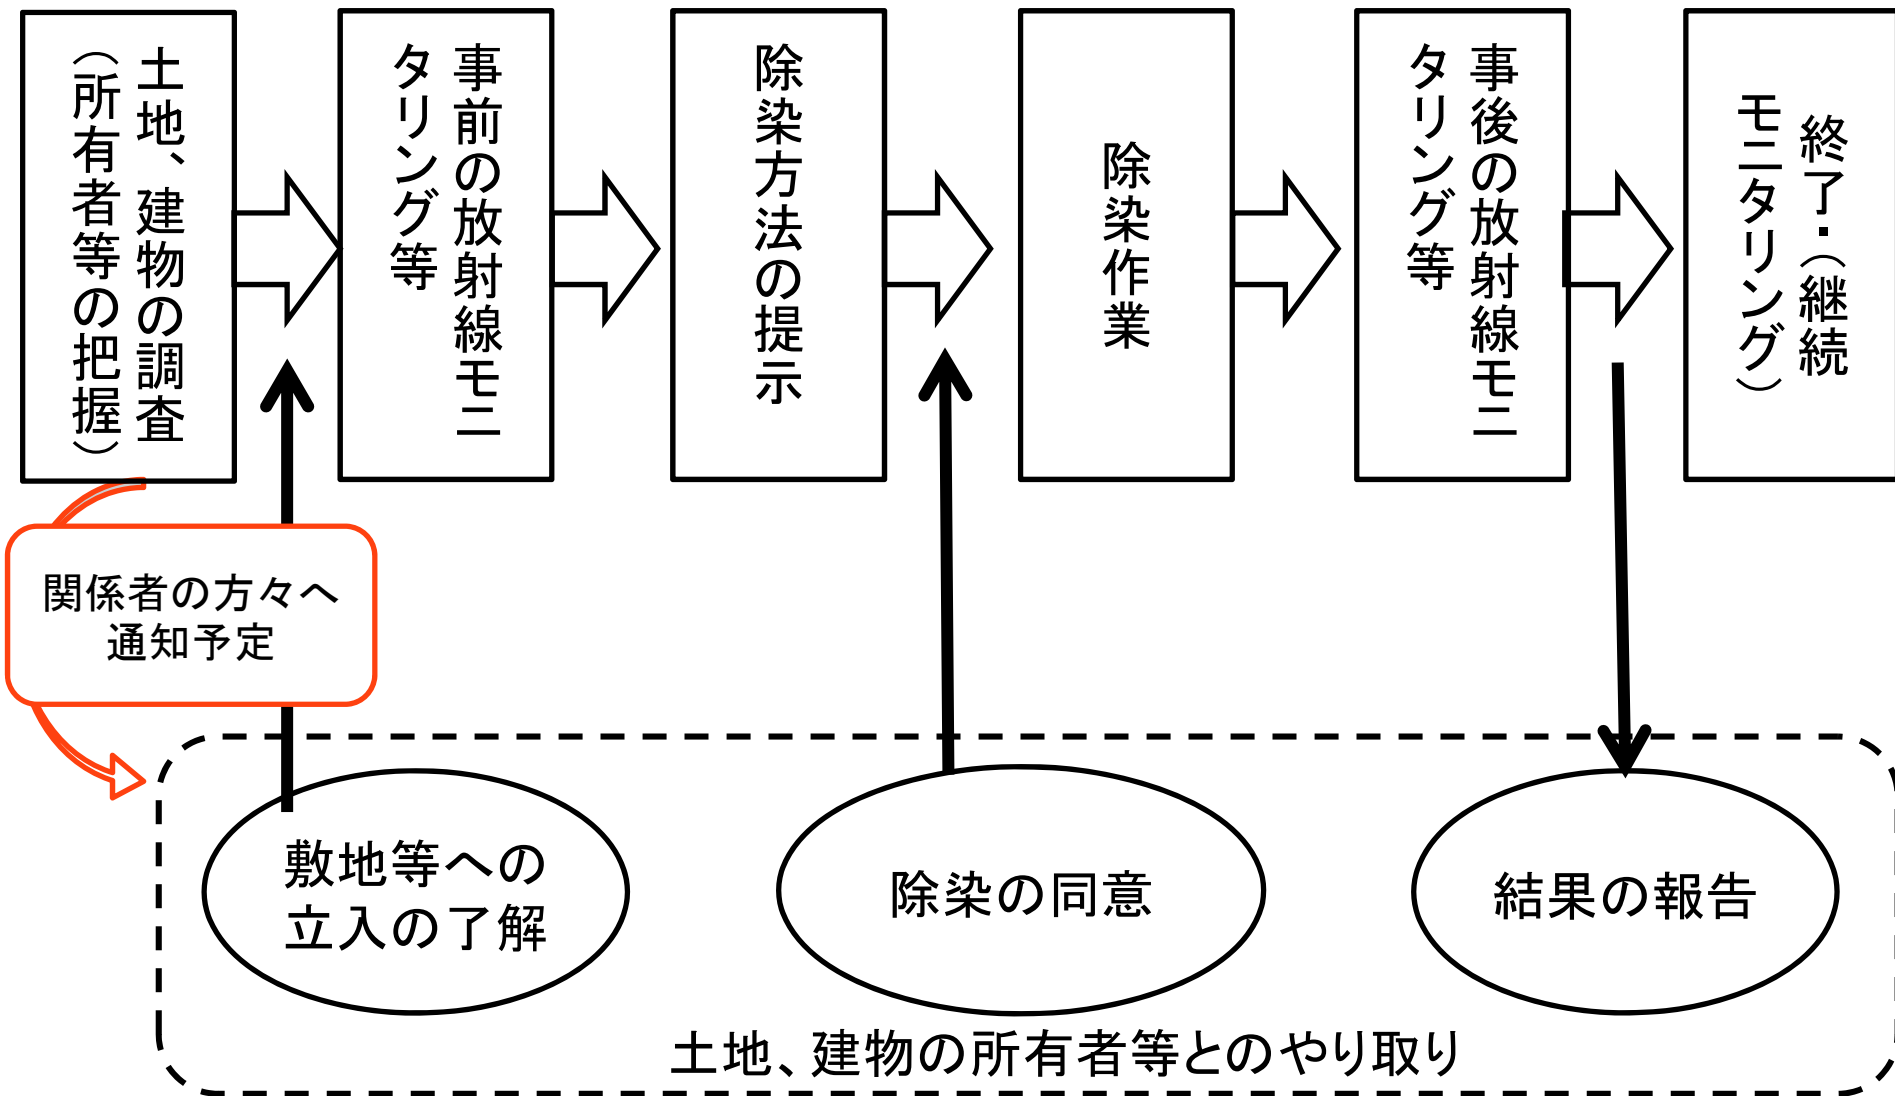 土地、建物の調査
（所有者等の把握）
事前の放射線モニ
タリング等
除染方法の提示
除染作業
事後の放射線モニ
タリング等
終了・（継続
モニタリング）
関係者の方々へ
通知予定
敷地等への
立入の了解
除染の同意
結果の報告
土地、建物の所有者等とのやり取り